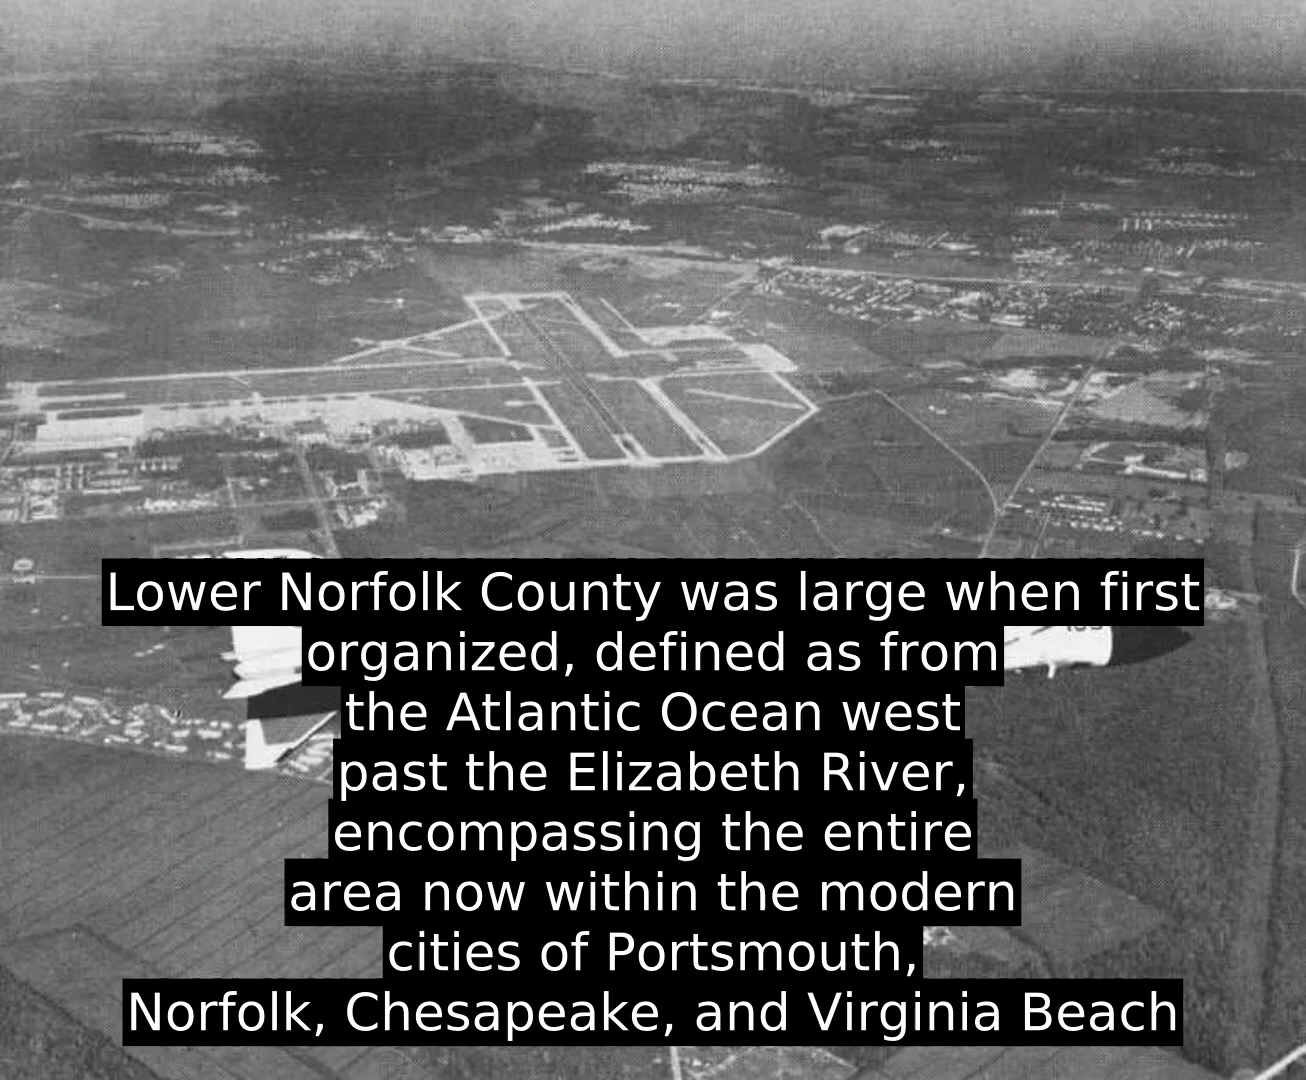 Lower Norfolk County was large when first
organized, defined as from
the Atlantic Ocean west
past the Elizabeth River,
encompassing the entire
area now within the modern
cities of Portsmouth,
Norfolk, Chesapeake, and Virginia Beach